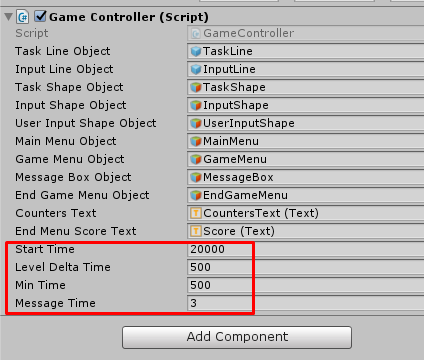 Game Controller (Script)
Script GameController
Task Line Object TaskLine
Input Line Object InputLine
Task Shape Object TaskShape
Input Shape Object InputShape
User Input Shape Object UserInputShape
Main Menu Object MainMenu
Game Menu Object GameMenu
Message Box Object MessageBox
End Game Menu Object EndGameMenu
Counters Text CountersText (Text)
End Menu Score Text Score (Text)
Start Time 20000
Level Delta Time 500
Min Time 500
Message Time 3
Add Component